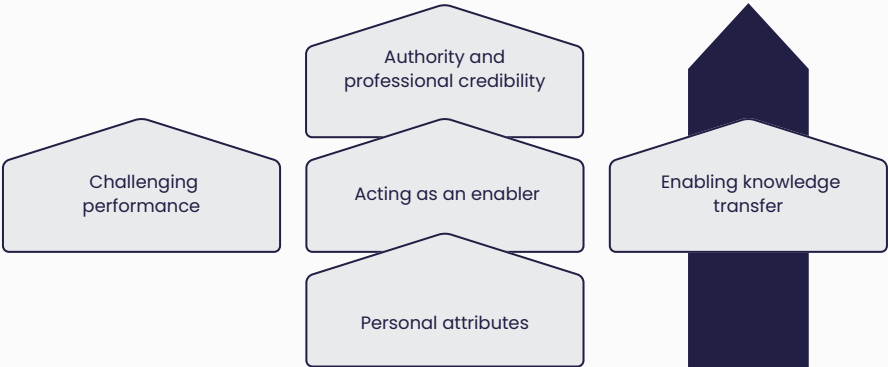 Authority and
professional credibility
Challenging
performance
Acting as an enabler
Enabling knowledge
transfer
Personal attributes